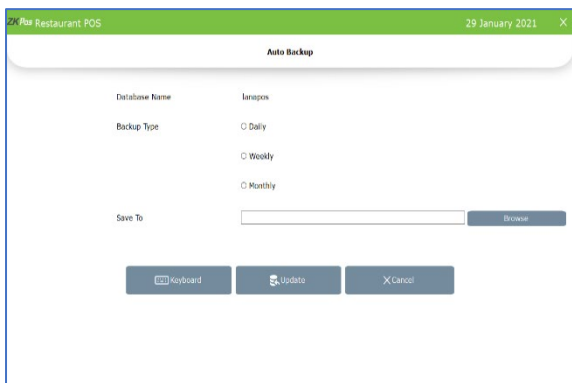 ZKPos Restaurant POS 29 January 2021 X
Auto Backup
Database Name lanapos
Backup Type Daily
Weekly
Monthly
Save To Browse
Keyboard Update Cancel